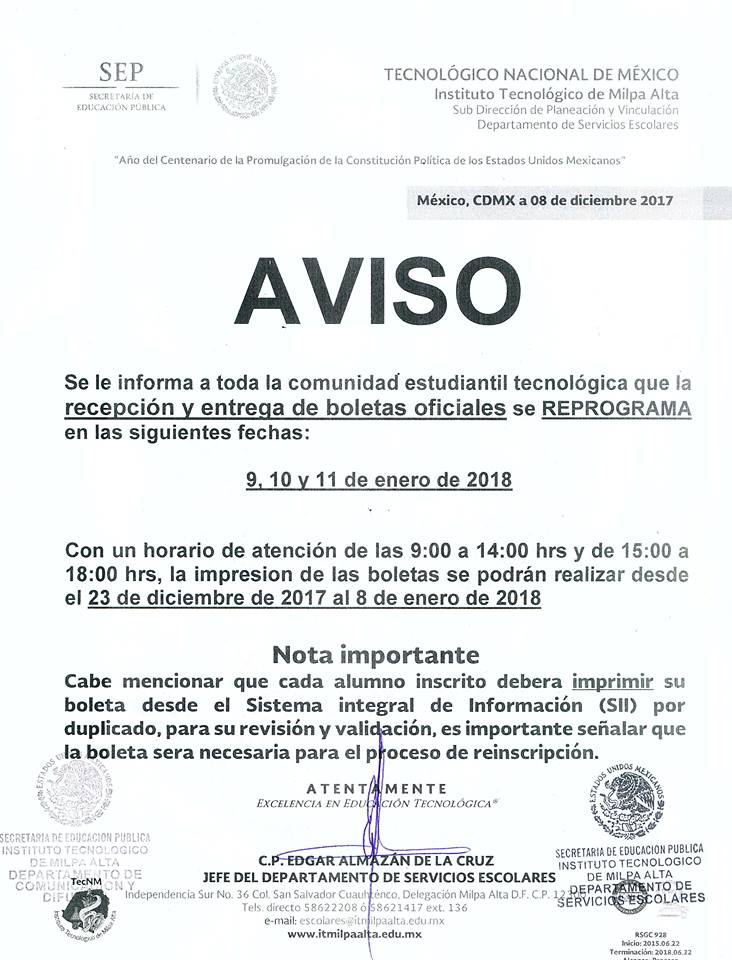 SEP
SECRETARÍA DE
EDUCACIÓN PÚBLICA
ESTADOS UNIDOS MEXICANOS
TECNOLÓGICO NACIONAL DE MÉXICO
Instituto Tecnológico de Milpa Alta
Sub Dirección de Planeación y Vinculación
Departamento de Servicios Escolares
"Año del Centenario de la Promulgación de la Constitución Política de los Estados Unidos Mexicanos"
México, CDMX a 08 de diciembre 2017
AVISO
Se le informa a toda la comunidad estudiantil tecnológica que la
recepción y entrega de boletas oficiales se REPROGRAMA
en las siguientes fechas:
9, 10 y 11 de enero de 2018
Con un horario de atención de las 9:00 a 14:00 hrs y de 15:00 a
18:00 hrs, la impresion de las boletas se podrán realizar desde
el 23 de diciembre de 2017 al 8 de enero de 2018
Nota importante
Cabe mencionar que cada alumno inscrito debera imprimir su
boleta desde el Sistema integral de Información (SII) por
duplicado, para su revisión y validación, es importante señalar que
la boleta sera necesaria para el proceso de reinscripción.
ATENTAMENTE
EXCELENCIA EN EDUCACIÓN TECNOLÓGICA®
C.P. EDGAR ALMAZÁN DE LA CRUZ
JEFE DEL DEPARTAMENTO DE SERVICIOS ESCOLARES
Independencia Sur No. 36 Col. San Salvador Cuauhténco, Delegación Milpa Alta D.F. C.P.
Tels. directo 58622208 ó 58621417 ext. 136
e-mail: escolares@itmilpaalta.edu.mx
www.itmilpaalta.edu.mx
ESTADOS UNIDOS MEXICANOS
SECRETARIA DE EDUCACION PUBLICA
INSTITUTO TECNOLOGICO
DE MILPA ALTA
DEPARTAMENTO DE
COMUNICACION Y
TecNM
Instituto Tecnológico de Milpa Alta
ESTADOS UNIDOS MEXICANOS
SECRETARIA DE EDUCACION PUBLICA
INSTITUTO TECNOLOGICO
DE MILPA ALTA
DEPARTAMENTO DE
SERVICIOS ESCOLARES
RSGC 928
Inicio: 2015.06.22
Terminación: 2018.06.22